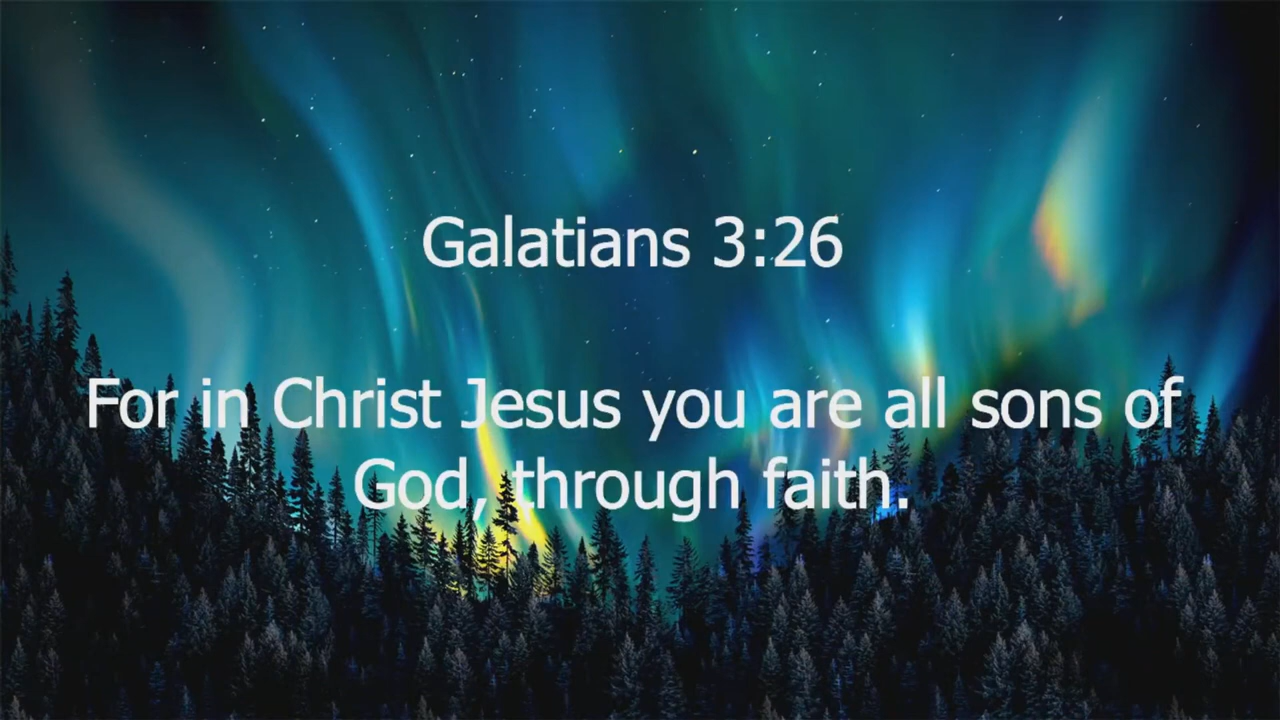 Galatians 3:26
For in Christ Jesus you are all sons of
God, through faith.